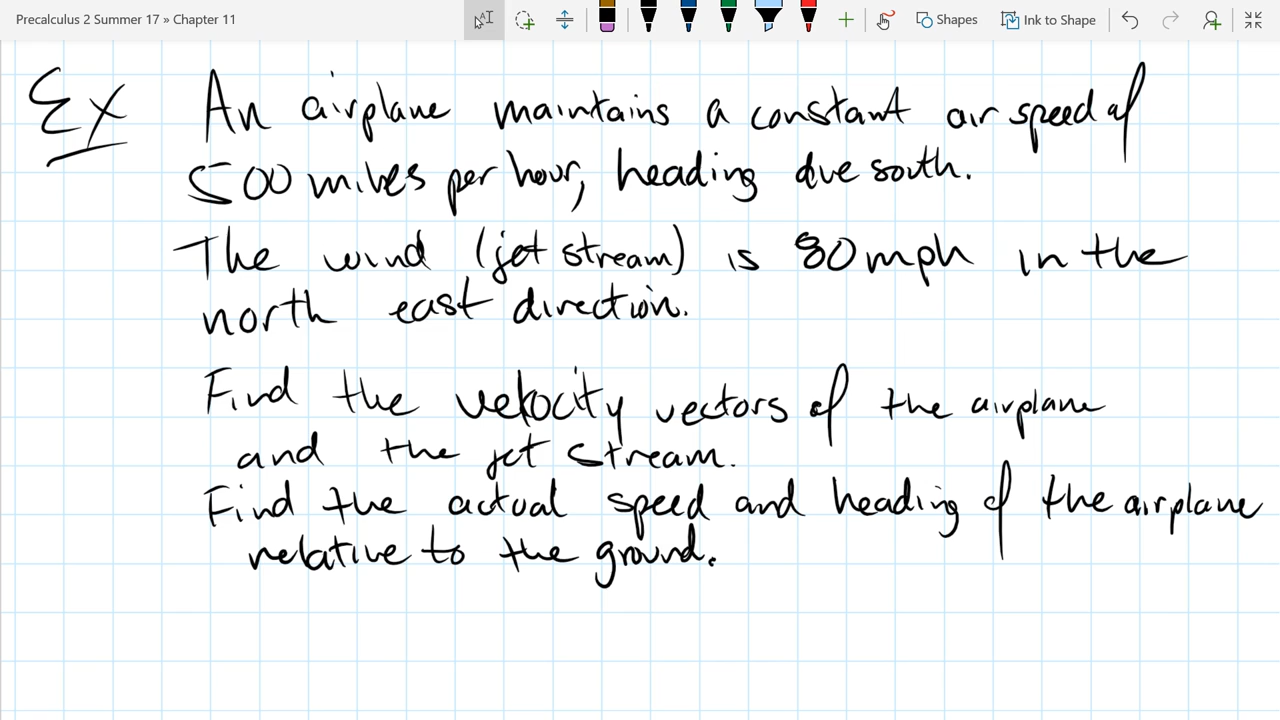 Precalculus 2 Summer 17 » Chapter 11
Shapes
Ink to Shape
Ex An airplane maintains a constant air speed of
500 miles per hour, heading due south.
The wind (jet stream) is 80 mph in the
north east direction.
Find the velocity vectors of the airplane
and the jet stream.
Find the actual speed and heading of the airplane
relative to the ground.